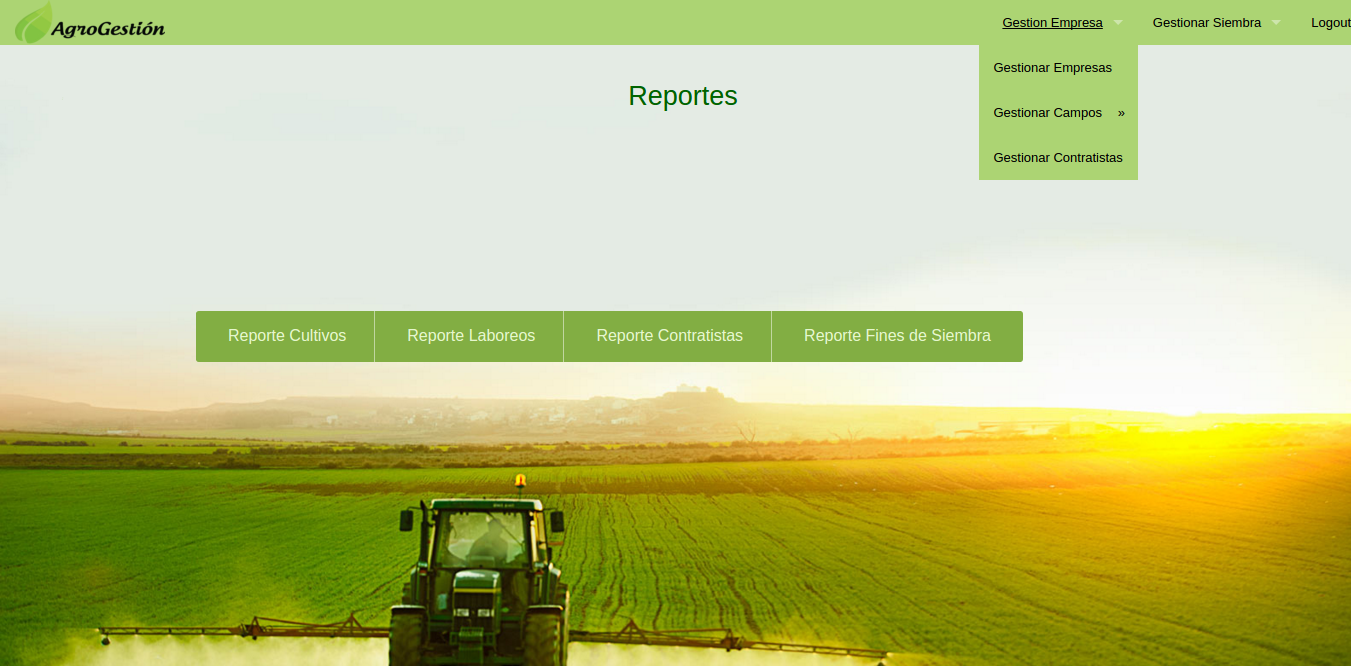 AgroGestión
Gestion Empresa Gestionar Siembra Logout
Gestionar Empresas
Gestionar Campos »
Gestionar Contratistas
Reportes
Reporte Cultivos Reporte Laboreos Reporte Contratistas Reporte Fines de Siembra